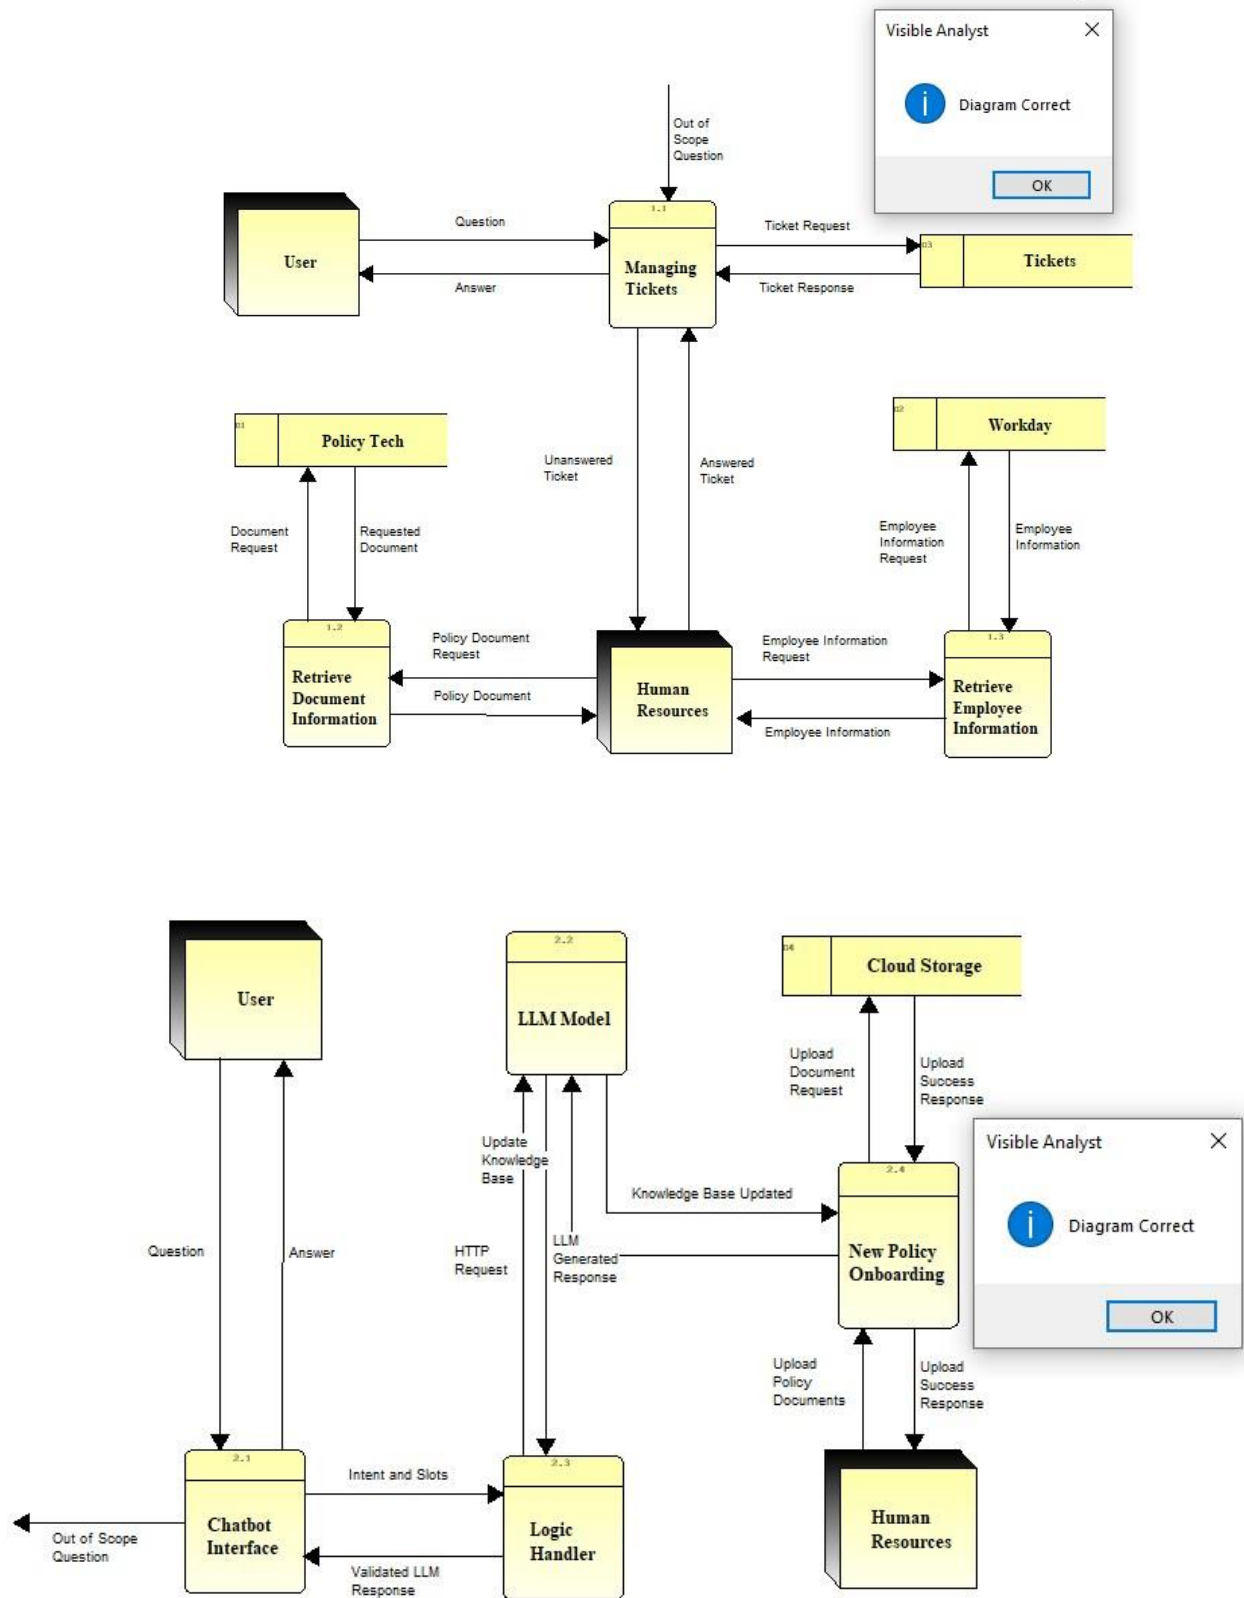 Visible Analyst
Diagram Correct
OK
Out of
Scope
Question
1.1
Managing
Tickets
User
Question
Answer
Ticket Request
Ticket Response
03
Tickets
01
Policy Tech
02
Workday
Unanswered
Ticket
Answered
Ticket
Document
Request
Requested
Document
Employee
Information
Request
Employee
Information
1.2
Retrieve
Document
Information
Policy Document
Request
Policy Document
Human
Resources
Employee Information
Request
Employee Information
1.3
Retrieve
Employee
Information
User
2.2
LLM Model
04
Cloud Storage
Upload
Document
Request
Upload
Success
Response
Update
Knowledge
Base
Knowledge Base Updated
Visible Analyst
Diagram Correct
OK
2.4
New Policy
Onboarding
Question
Answer
HTTP
Request
LLM
Generated
Response
Upload
Policy
Documents
Upload
Success
Response
2.1
Chatbot
Interface
Intent and Slots
Validated LLM
Response
2.3
Logic
Handler
Human
Resources
Out of Scope
Question